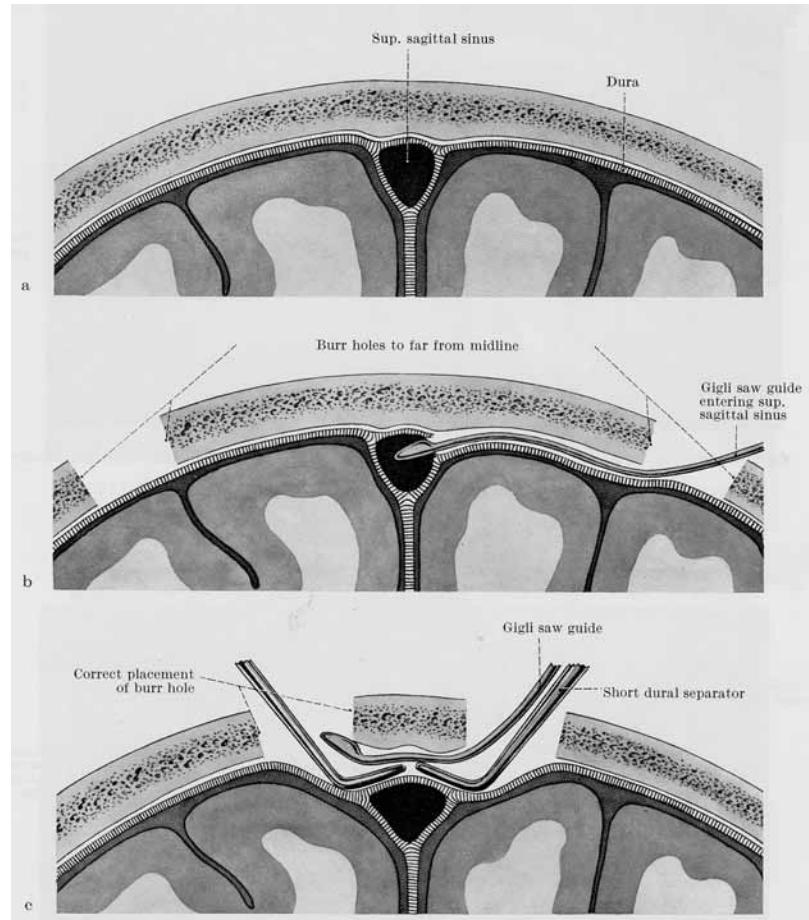 Sup. sagittal sinus
Dura
a
Burr holes to far from midline
Gigli saw guide
entering sup.
sagittal sinus
b
Gigli saw guide
Correct placement
of burr hole
Short dural separator
c